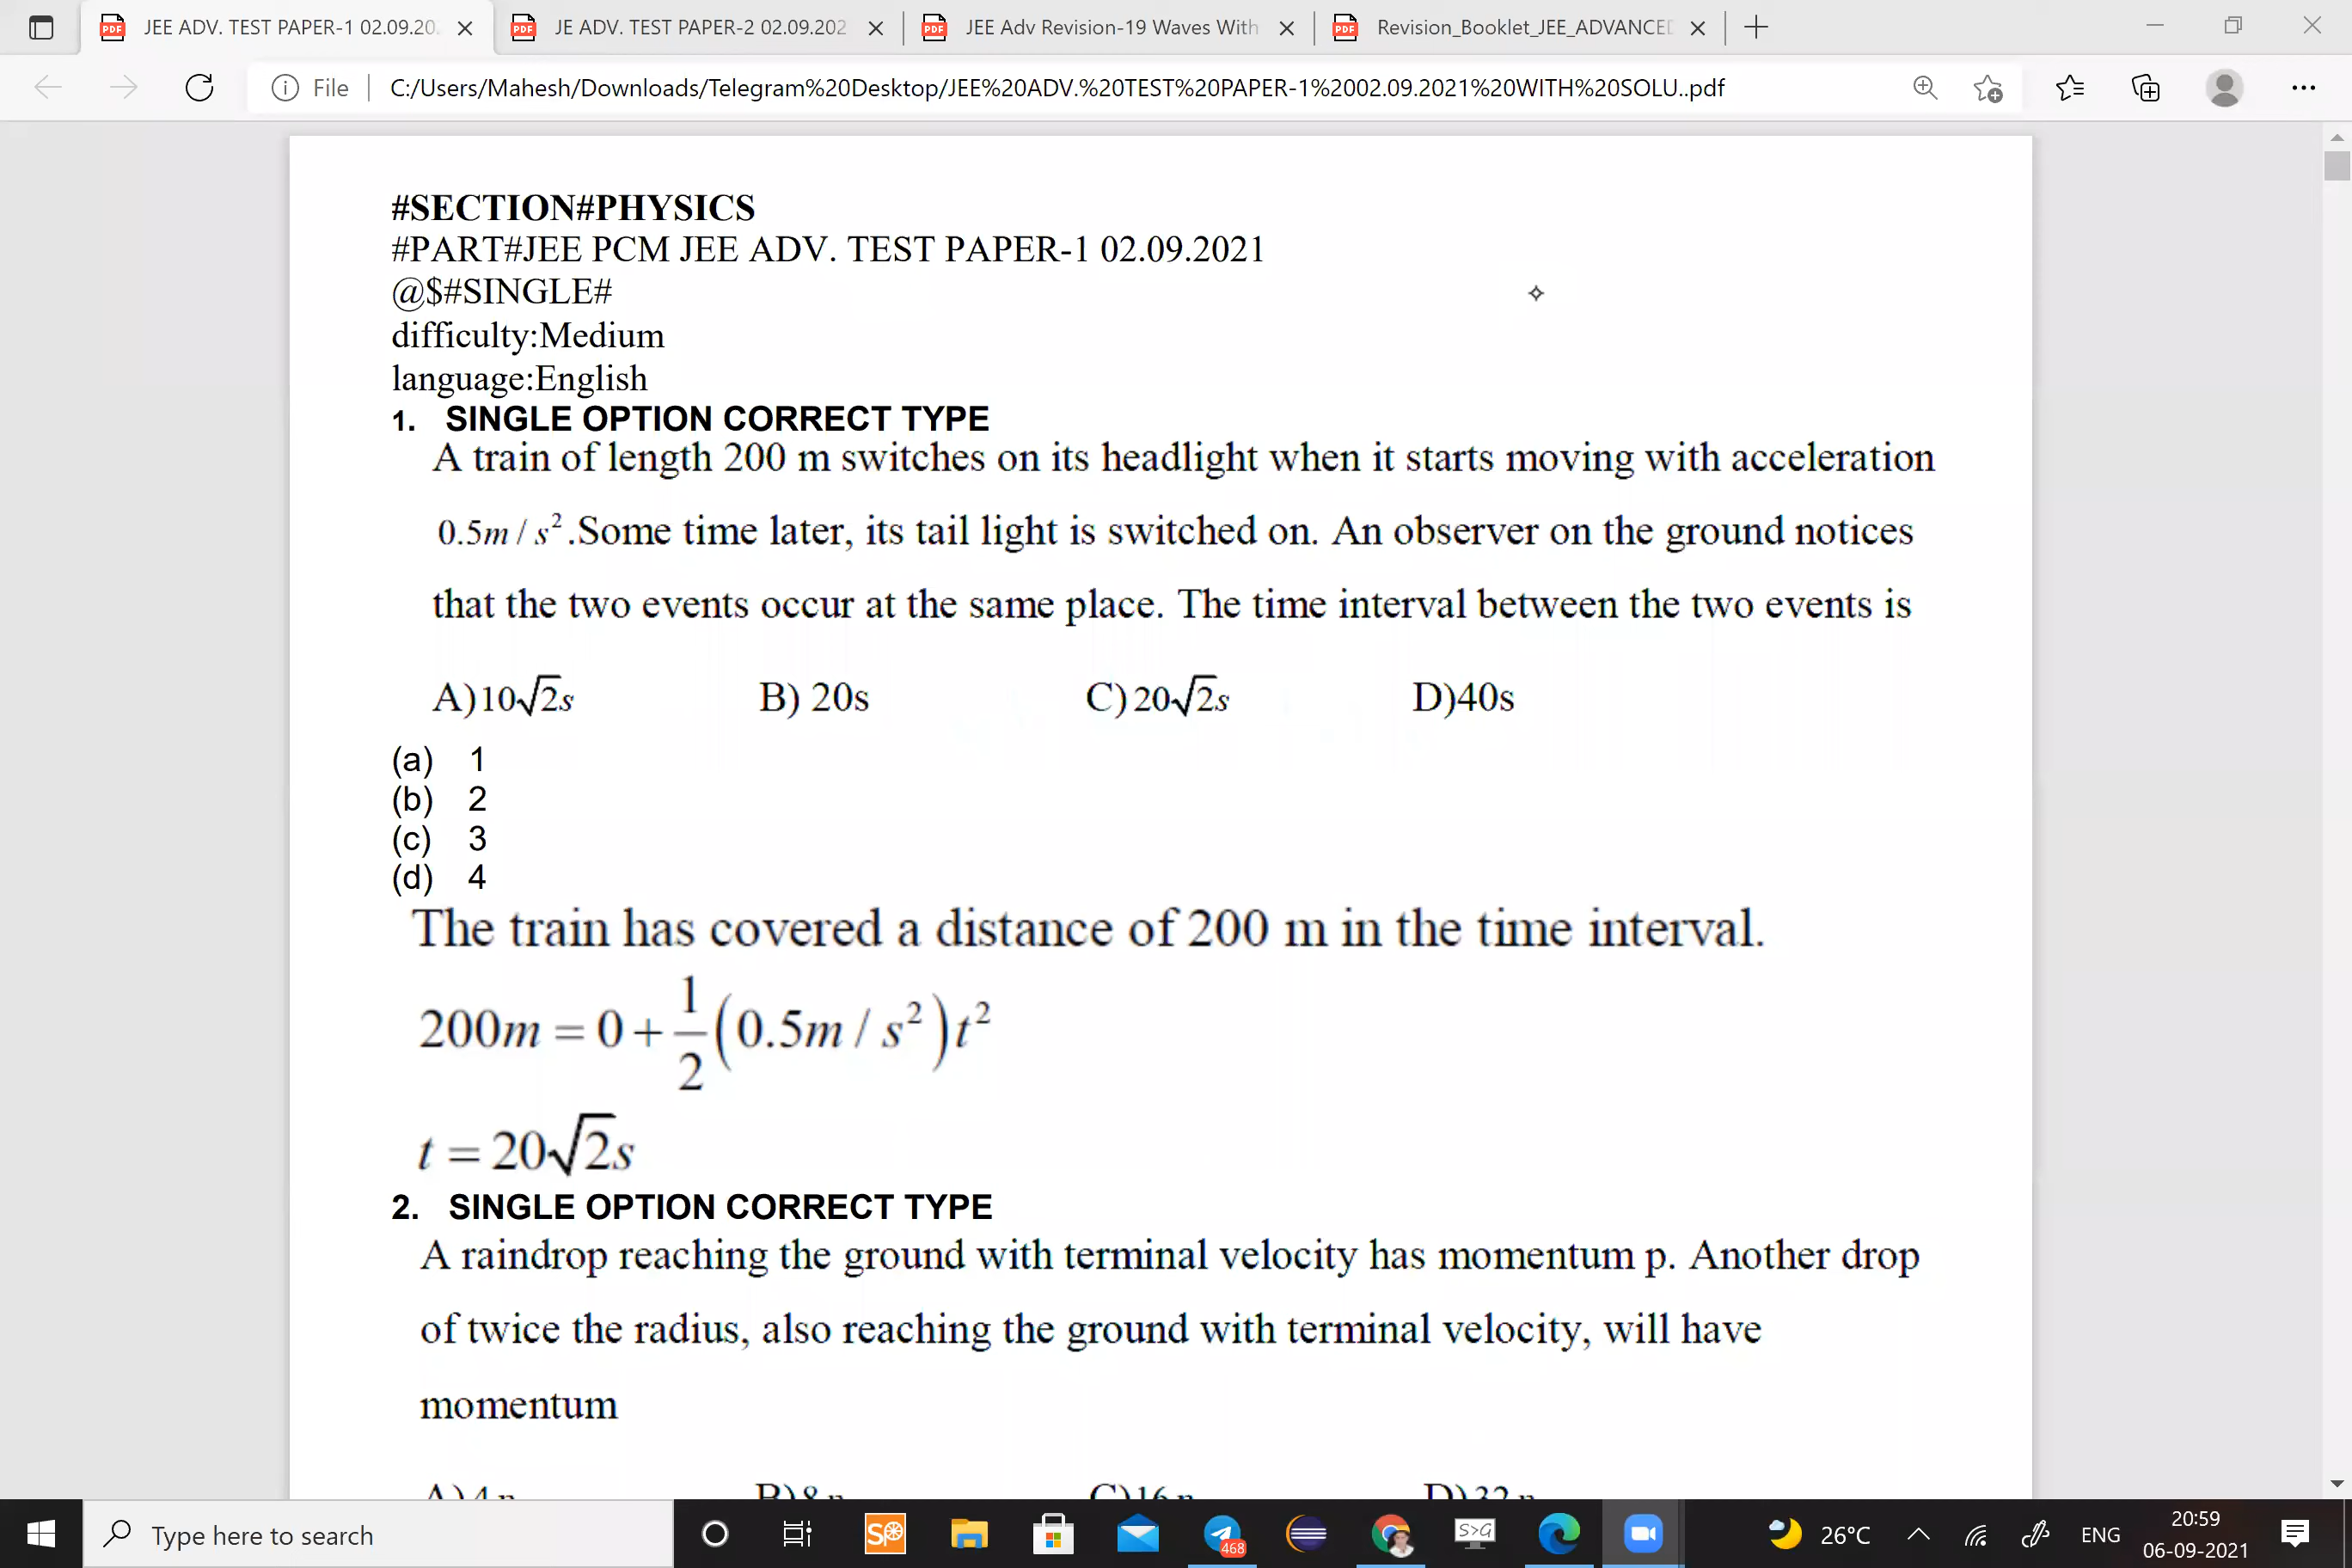 JEE ADV. TEST PAPER-1 02.09.20
JE ADV. TEST PAPER-2 02.09.202
JEE Adv Revision-19 Waves With
Revision_Booklet_JEE_ADVANCED
File
C:/Users/Mahesh/Downloads/Telegram%20Desktop/JEE%20ADV.%20TEST%20PAPER-1%2002.09.2021%20WITH%20SOLU..pdf
#SECTION#PHYSICS
#PART#JEE PCM JEE ADV. TEST PAPER-1 02.09.2021
@$#SINGLE#
difficulty:Medium
language:English
1. SINGLE OPTION CORRECT TYPE
A train of length 200 m switches on its headlight when it starts moving with acceleration
0.5m / s² .Some time later, its tail light is switched on. An observer on the ground notices
that the two events occur at the same place. The time interval between the two events is
A)10√2s B) 20s C)20√2s D)40s
(a) 1
(b) 2
(c) 3
(d) 4
The train has covered a distance of 200 m in the time interval.
200m = 0 + 1/2 (0.5m / s²) t²
t = 20√2s
2. SINGLE OPTION CORRECT TYPE
A raindrop reaching the ground with terminal velocity has momentum p. Another drop
of twice the radius, also reaching the ground with terminal velocity, will have
momentum
A) 4 p B) 8 p C) 16 p D) 32 p
Type here to search
468
S>G
26°C
ENG
20:59
06-09-2021